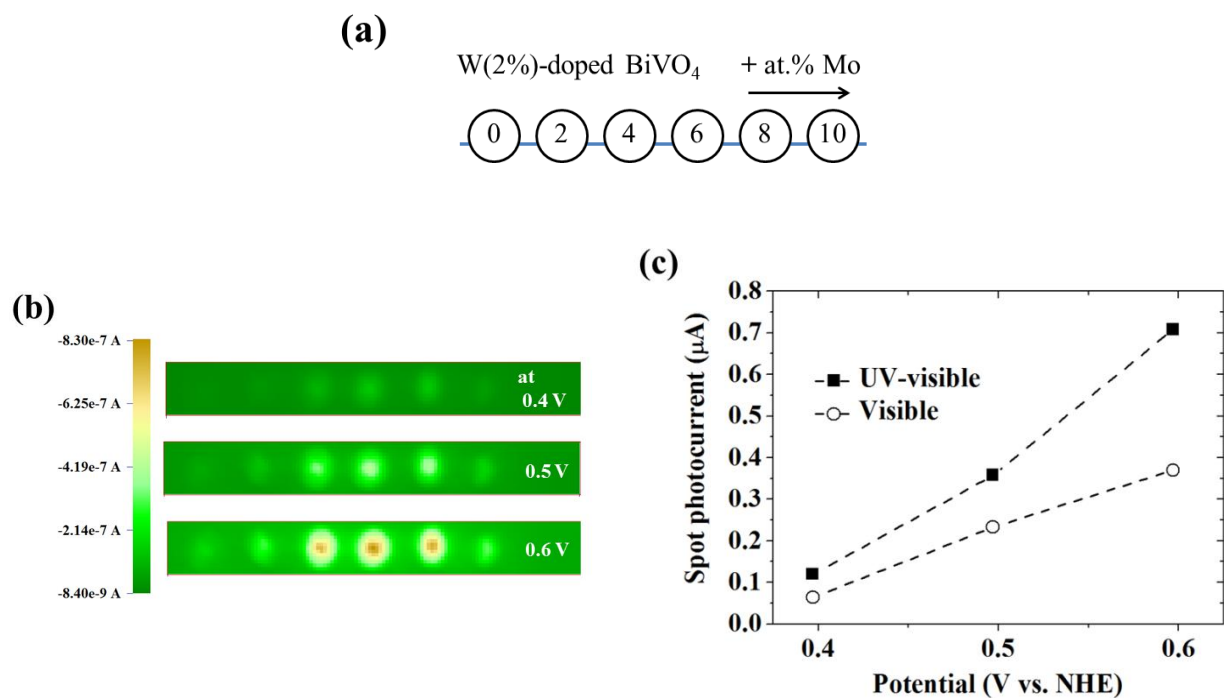 (a)
W(2%)-doped BiVO₄ + at.% Mo
0 2 4 6 8 10
(b)
-8.30e-7 A
-6.25e-7 A
-4.19e-7 A
-2.14e-7 A
-8.40e-9 A
at
0.4 V
0.5 V
0.6 V
(c)
Spot photocurrent (μA)
0.8
0.7
0.6
0.5
0.4
0.3
0.2
0.1
0.0
UV-visible
Visible
0.4 0.5 0.6
Potential (V vs. NHE)